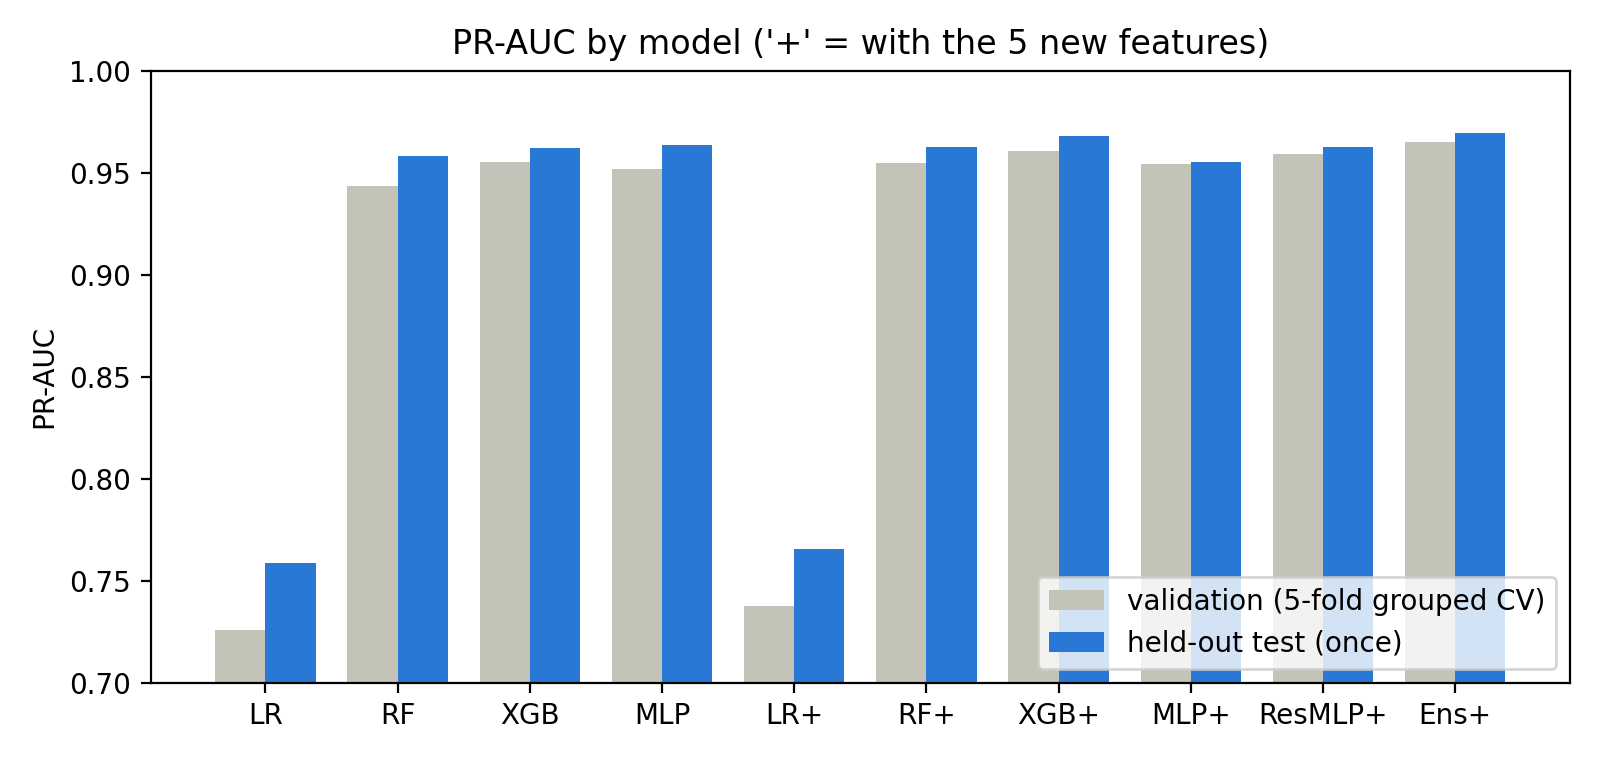 PR-AUC by model ('+' = with the 5 new features)
PR-AUC
1.00
0.95
0.90
0.85
0.80
0.75
0.70
validation (5-fold grouped CV)
held-out test (once)
LR RF XGB MLP LR+ RF+ XGB+ MLP+ ResMLP+ Ens+